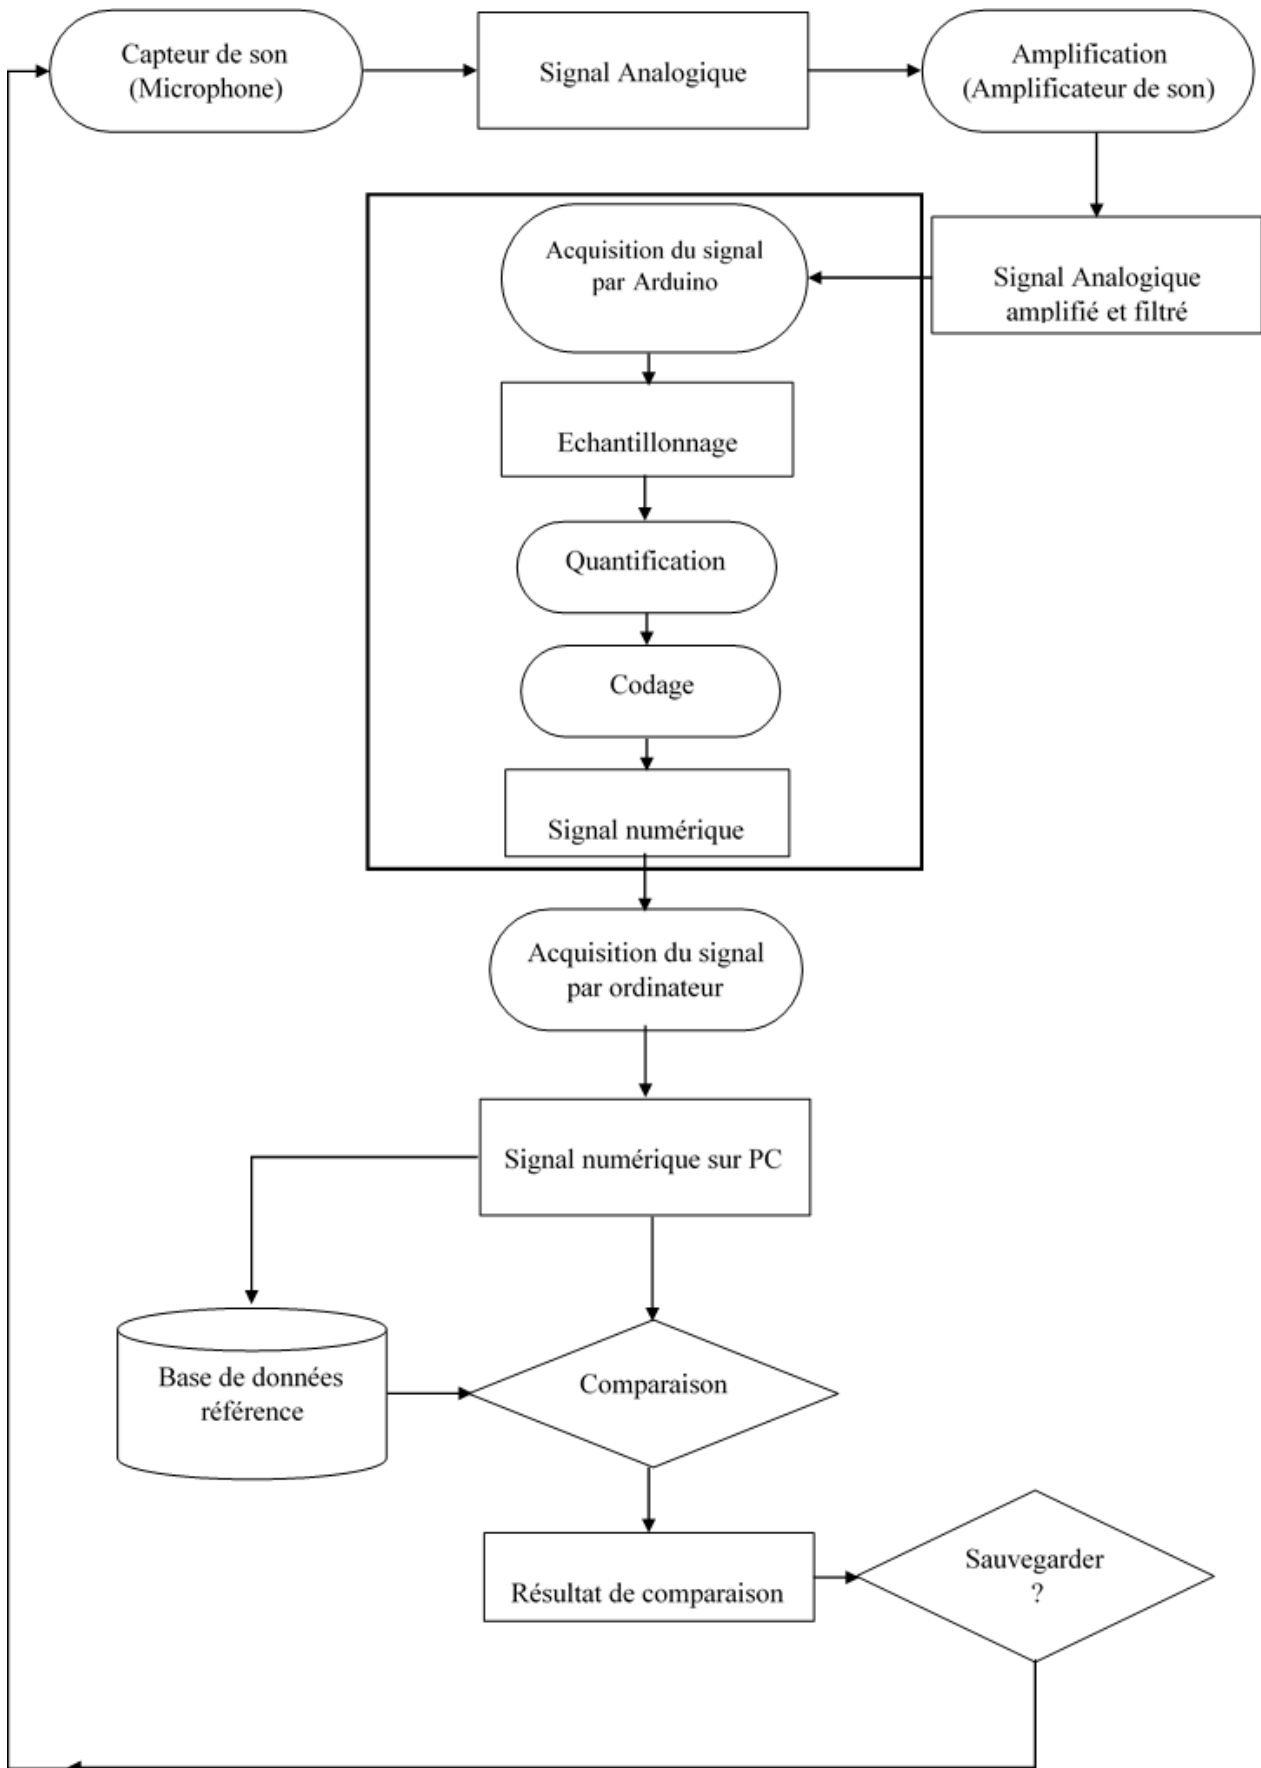 Capteur de son
(Microphone)
Signal Analogique
Amplification
(Amplificateur de son)
Signal Analogique
amplifié et filtré
Acquisition du signal
par Arduino
Echantillonnage
Quantification
Codage
Signal numérique
Acquisition du signal
par ordinateur
Signal numérique sur PC
Base de données
référence
Comparaison
Résultat de comparaison
Sauvegarder
?